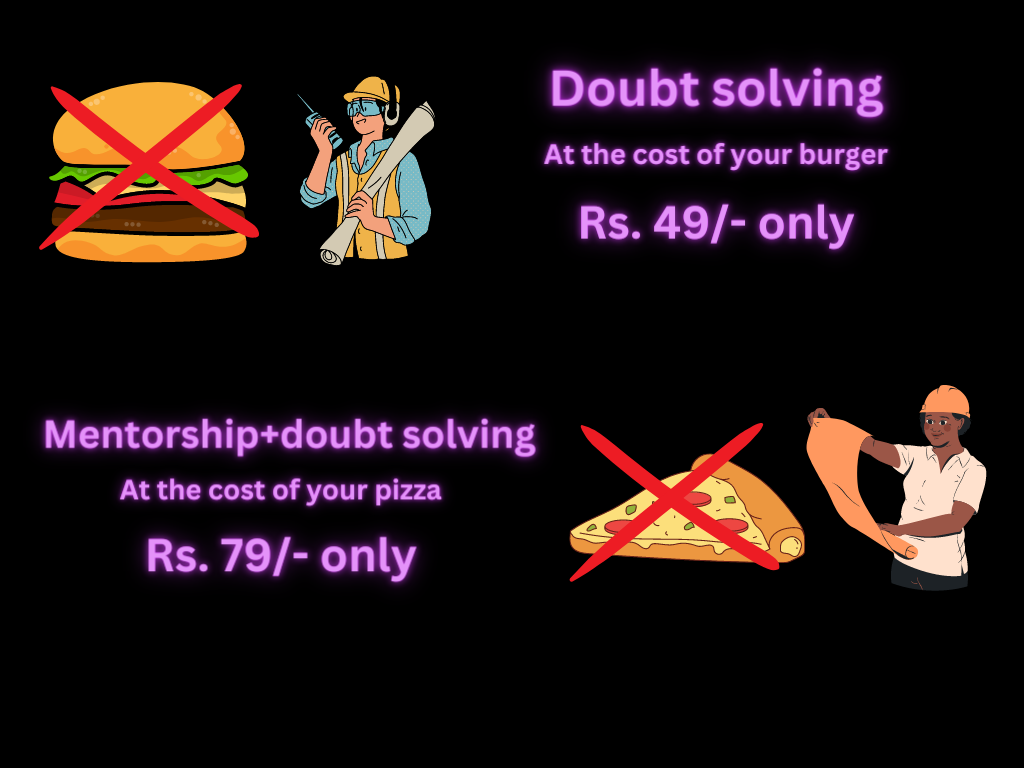 Doubt solving
At the cost of your burger
Rs. 49/- only
Mentorship+doubt solving
At the cost of your pizza
Rs. 79/- only